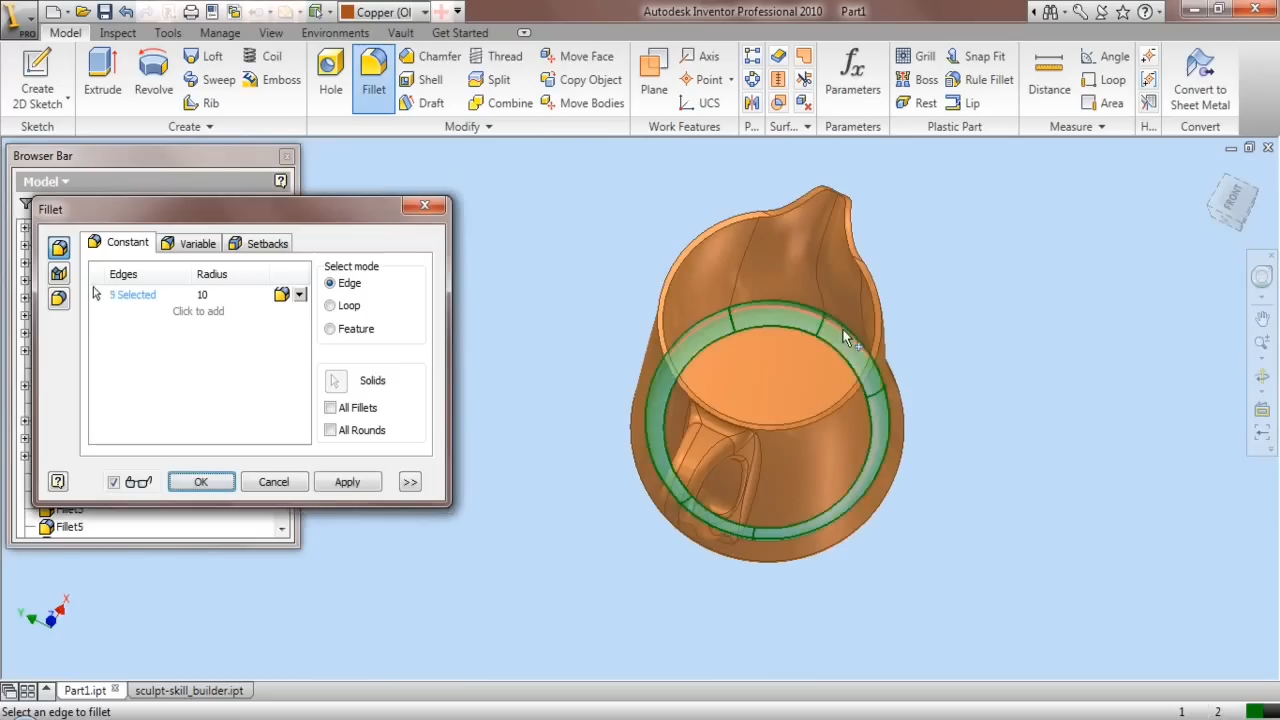 PRO
Copper (Ol
Autodesk Inventor Professional 2010 Part1
Model Inspect Tools Manage View Environments Vault Get Started
Create
2D Sketch
Extrude
Revolve
Loft
Sweep
Rib
Coil
Emboss
Hole
Fillet
Chamfer
Shell
Draft
Thread
Split
Combine
Move Face
Copy Object
Move Bodies
Plane
Axis
Point
UCS
Parameters
Grill
Boss
Rest
Snap Fit
Rule Fillet
Lip
Distance
Angle
Loop
Area
Convert to
Sheet Metal
Sketch Create Modify Work Features P... Surf... Parameters Plastic Part Measure H... Convert
Browser Bar
Model
Fillet
Constant Variable Setbacks
Edges Radius
9 Selected 10
Click to add
Select mode
Edge
Loop
Feature
Solids
All Fillets
All Rounds
OK Cancel Apply >>
Fillet5
FRONT
X
Y
Z
Part1.ipt sculpt-skill_builder.ipt
Select an edge to fillet 1 2